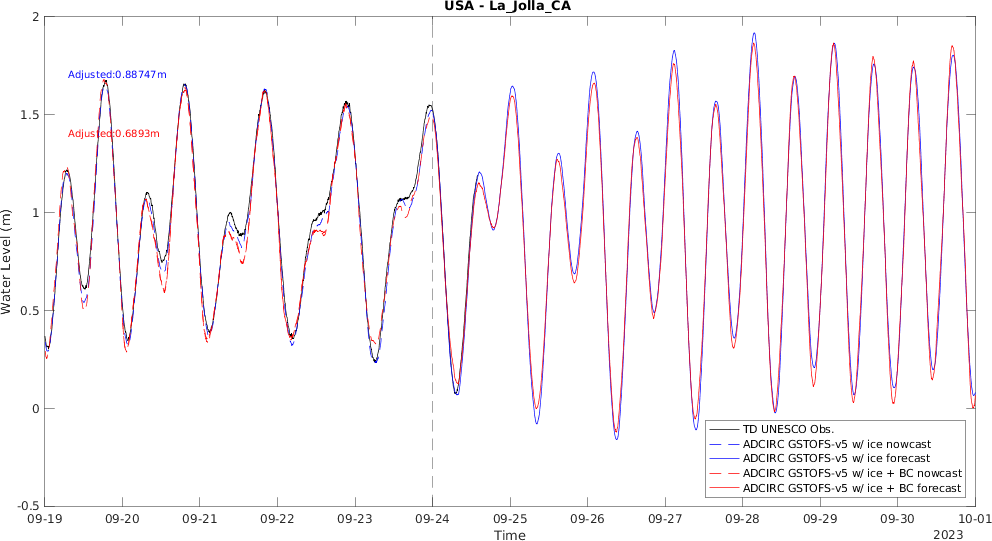 USA - La_Jolla_CA
2
1.5
1
0.5
0
-0.5
Water Level (m)
Adjusted:0.88747m
Adjusted:0.6893m
TD UNESCO Obs.
ADCIRC GSTOFS-v5 w/ ice nowcast
ADCIRC GSTOFS-v5 w/ ice forecast
ADCIRC GSTOFS-v5 w/ ice + BC nowcast
ADCIRC GSTOFS-v5 w/ ice + BC forecast
09-19 09-20 09-21 09-22 09-23 09-24 09-25 09-26 09-27 09-28 09-29 09-30 10-01
Time
2023